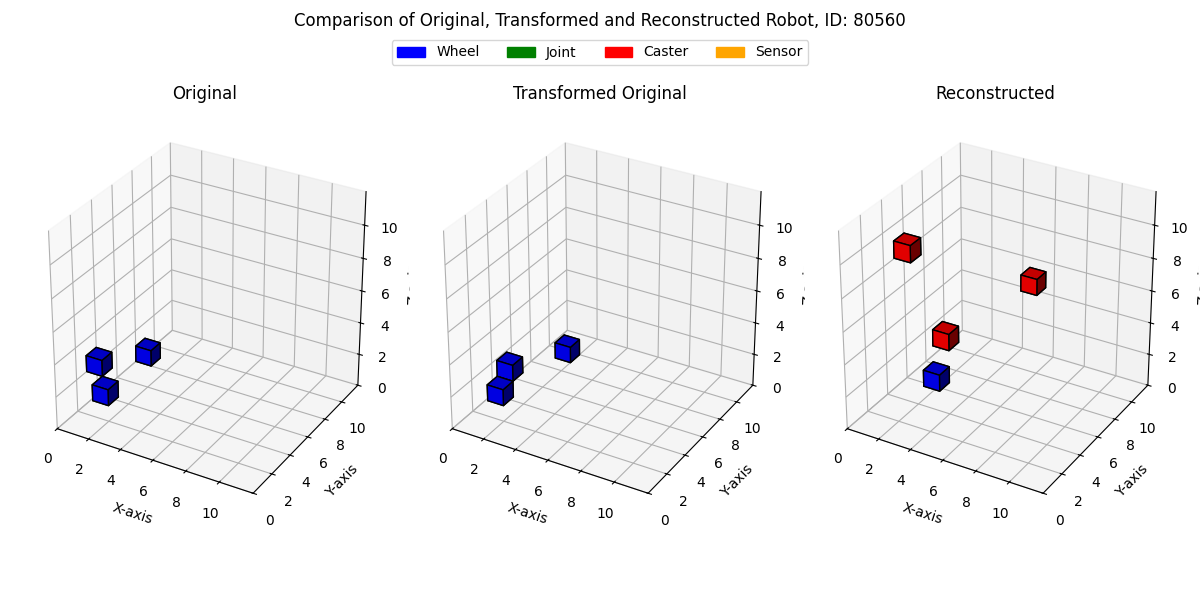 Comparison of Original, Transformed and Reconstructed Robot, ID: 80560
Wheel Joint Caster Sensor
Original Transformed Original Reconstructed
10 10 10
8 8 8
6 6 6
4 4 4
2 2 2
0 0 0
10 10 10
8 8 8
6 6 6
4 4 4
2 2 2
0 0 0
0 2 4 6 8 10 0 2 4 6 8 10 0 2 4 6 8 10
X-axis Y-axis X-axis Y-axis X-axis Y-axis